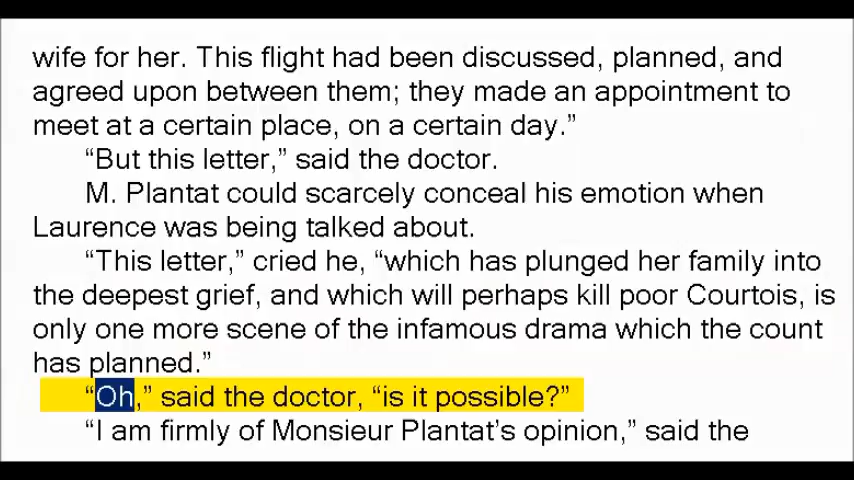 wife for her. This flight had been discussed, planned, and
agreed upon between them; they made an appointment to
meet at a certain place, on a certain day.”
“But this letter,” said the doctor.
M. Plantat could scarcely conceal his emotion when
Laurence was being talked about.
“This letter,” cried he, “which has plunged her family into
the deepest grief, and which will perhaps kill poor Courtois, is
only one more scene of the infamous drama which the count
has planned.”
“Oh,” said the doctor, “is it possible?”
“I am firmly of Monsieur Plantat’s opinion,” said the